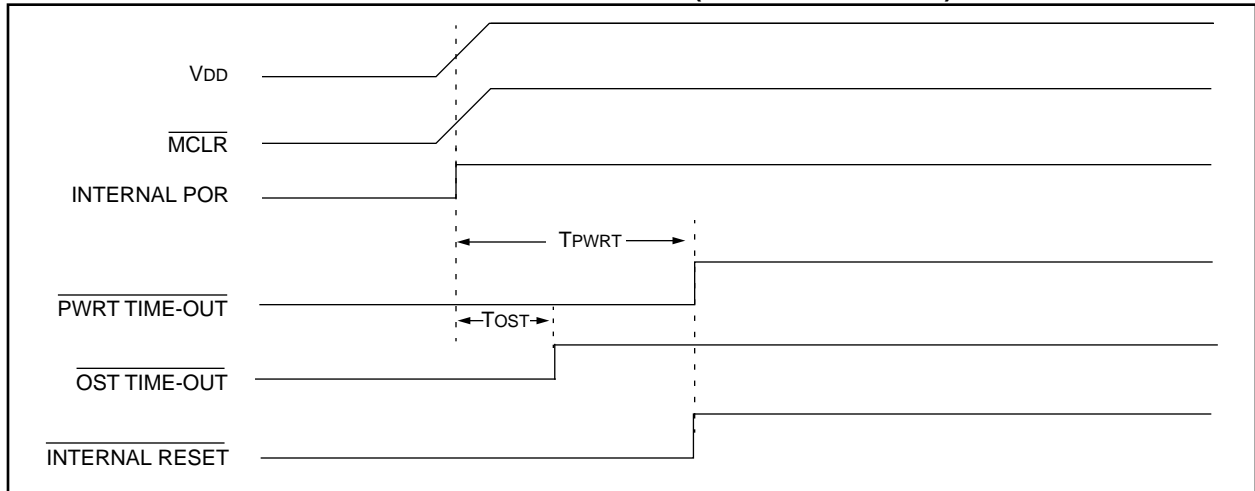 VDD
MCLR
INTERNAL POR
TPWRT
PWRT TIME-OUT
TOST
OST TIME-OUT
INTERNAL RESET